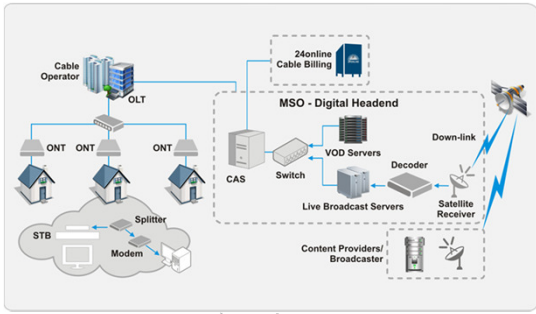 Cable
Operator
OLT
24online
Cable Billing
MSO - Digital Headend
VOD Servers
CAS
Switch
Decoder
Live Broadcast Servers
Satellite
Receiver
Down-link
ONT
ONT
ONT
Splitter
STB
Modem
Content Providers/
Broadcaster